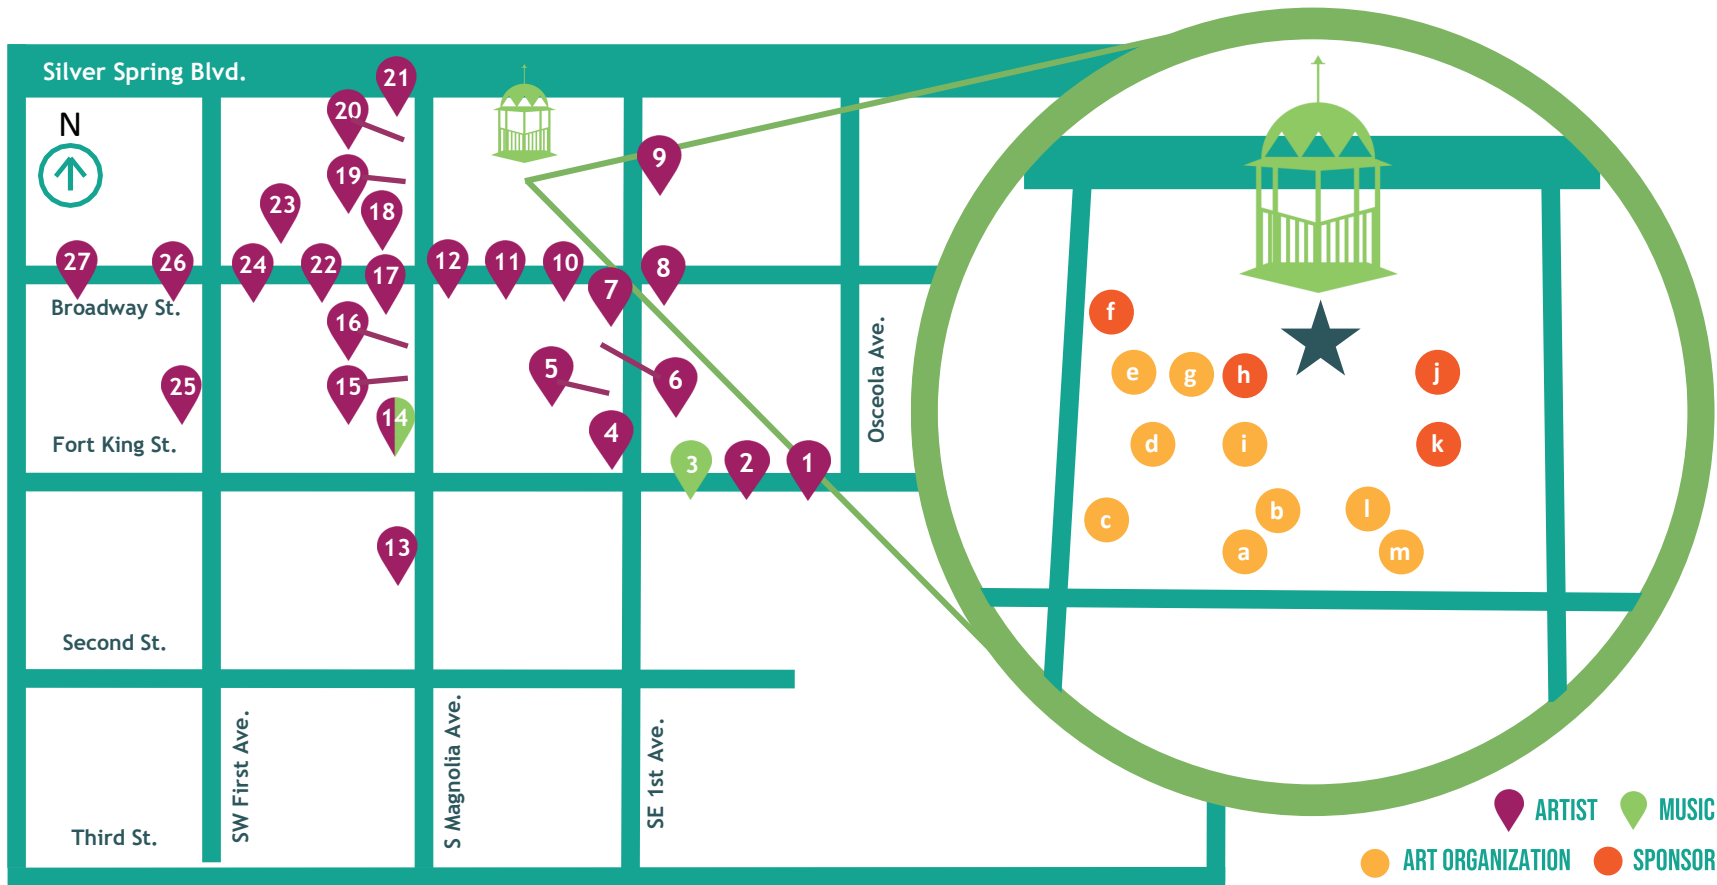 Silver Spring Blvd.
21
20
N
9
19
23
18
27
26
24
22
17
12
11
10
8
7
Broadway St.
16
15
14
25
5
6
4
Fort King St.
Osceola Ave.
3
2
1
13
Second St.
Third St.
SW First Ave.
S Magnolia Ave.
SE 1st Ave.
f
e
g
h
j
d
i
k
c
b
l
a
m
ARTIST
MUSIC
ART ORGANIZATION
SPONSOR